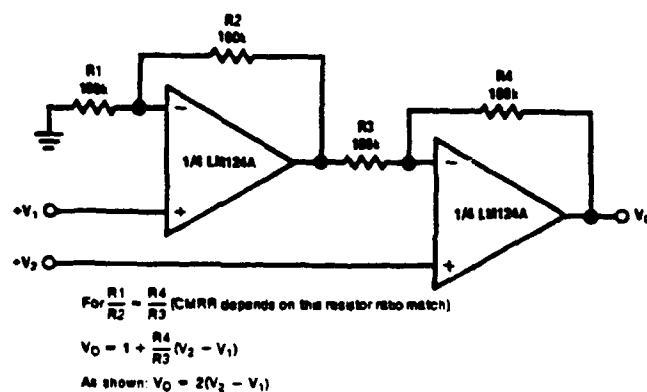 R2
100k
R1
100k
R4
100k
R3
100k
−
1/4 LM124A
+
−
1/4 LM124A
+
+V1
+V2
VO
For R1/R2 = R4/R3 (CMRR depends on this resistor ratio match)
VO = 1 + R4/R3 (V2 − V1)
As shown: VO = 2(V2 − V1)